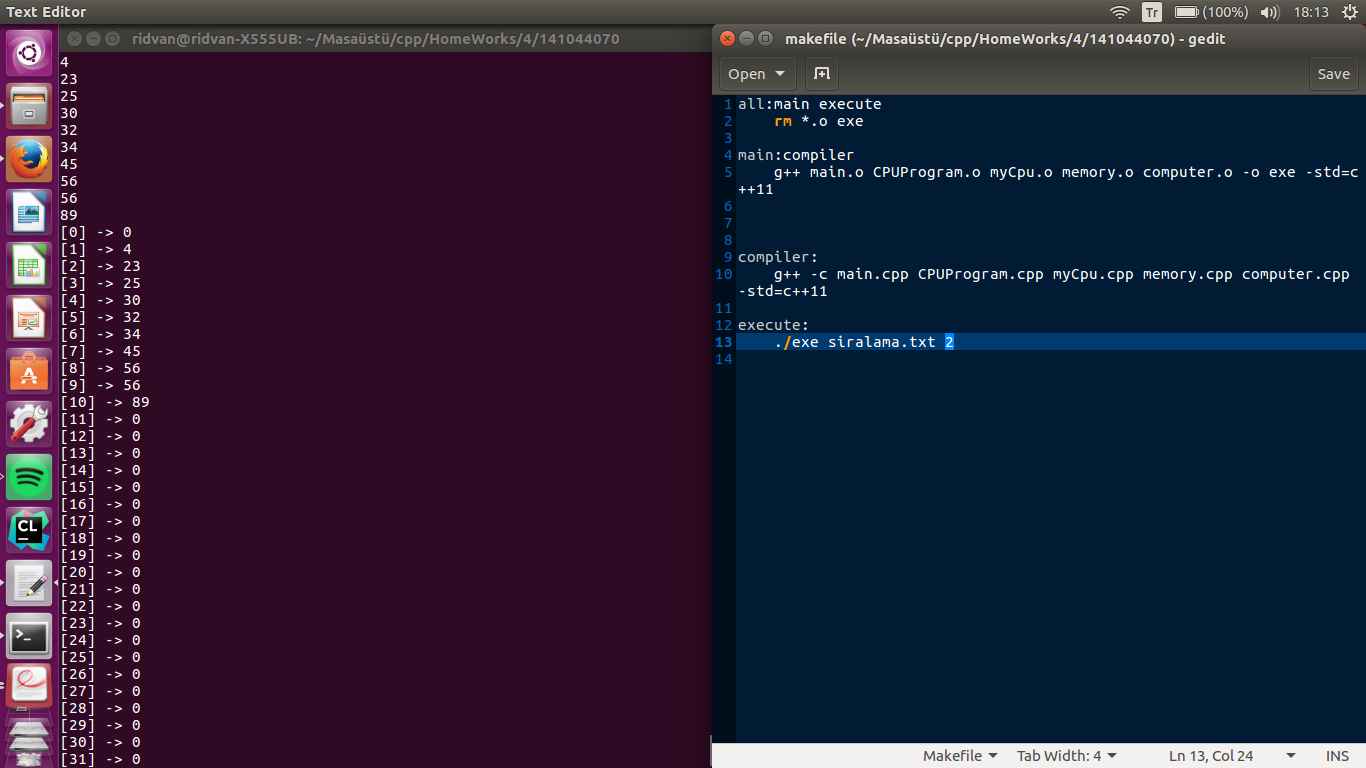 Text Editor
Tr
(100%)
18:13
ridvan@ridvan-X555UB: ~/Masaüstü/cpp/HomeWorks/4/141044070
4
23
25
30
32
34
45
56
56
89
[0] -> 0
[1] -> 4
[2] -> 23
[3] -> 25
[4] -> 30
[5] -> 32
[6] -> 34
[7] -> 45
[8] -> 56
[9] -> 56
[10] -> 89
[11] -> 0
[12] -> 0
[13] -> 0
[14] -> 0
[15] -> 0
[16] -> 0
[17] -> 0
[18] -> 0
[19] -> 0
[20] -> 0
[21] -> 0
[22] -> 0
[23] -> 0
[24] -> 0
[25] -> 0
[26] -> 0
[27] -> 0
[28] -> 0
[29] -> 0
[30] -> 0
[31] -> 0
CL
makefile (~/Masaüstü/cpp/HomeWorks/4/141044070) - gedit
Open
Save
1 all:main execute
2     rm *.o exe
3
4 main:compiler
5     g++ main.o CPUProgram.o myCpu.o memory.o computer.o -o exe -std=c
++11
6
7
8
9 compiler:
10     g++ -c main.cpp CPUProgram.cpp myCpu.cpp memory.cpp computer.cpp
-std=c++11
11
12 execute:
13     ./exe siralama.txt 2
14
Makefile
Tab Width: 4
Ln 13, Col 24
INS